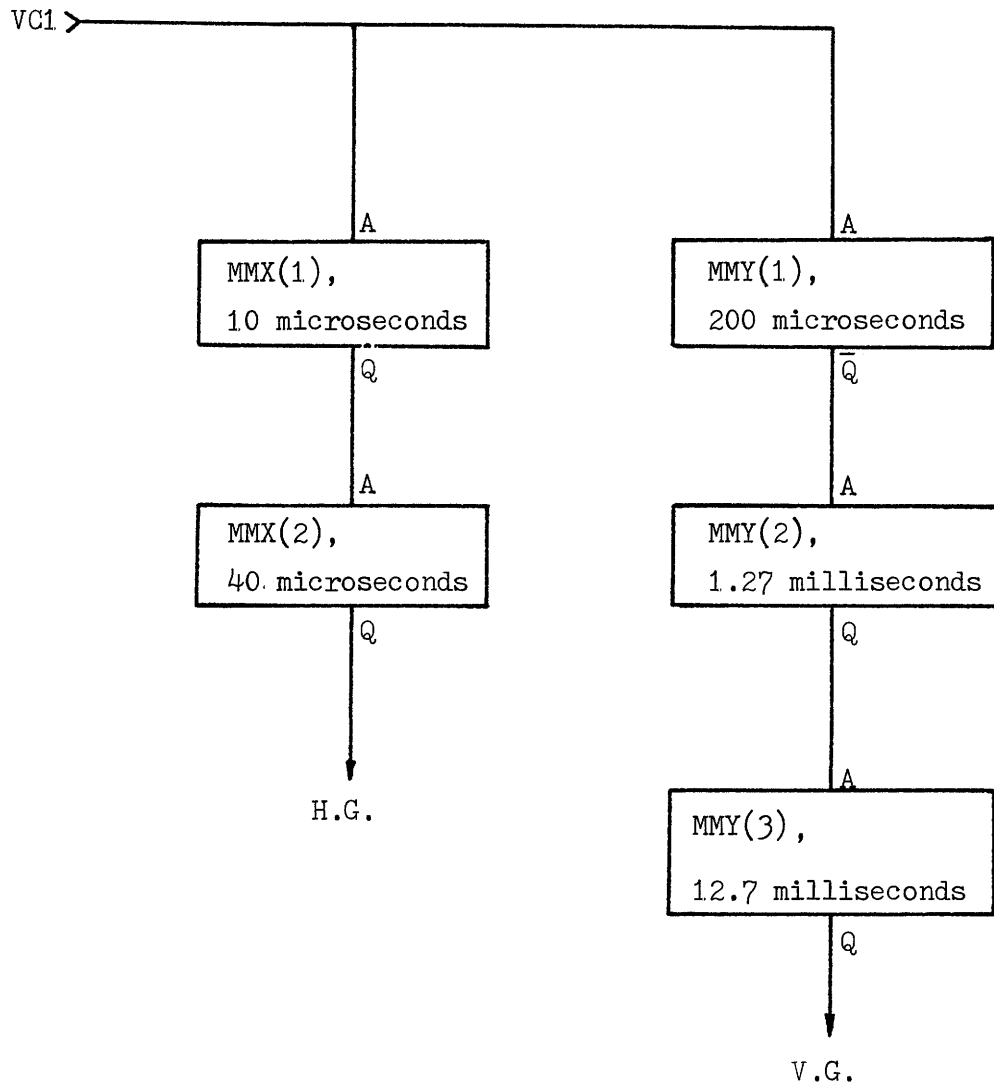 VC1
A
MMX(1),
10 microseconds
Q
A
MMX(2),
40 microseconds
Q
H.G.
A
MMY(1),
200 microseconds
Q̅
A
MMY(2),
1.27 milliseconds
Q
A
MMY(3),
12.7 milliseconds
Q
V.G.